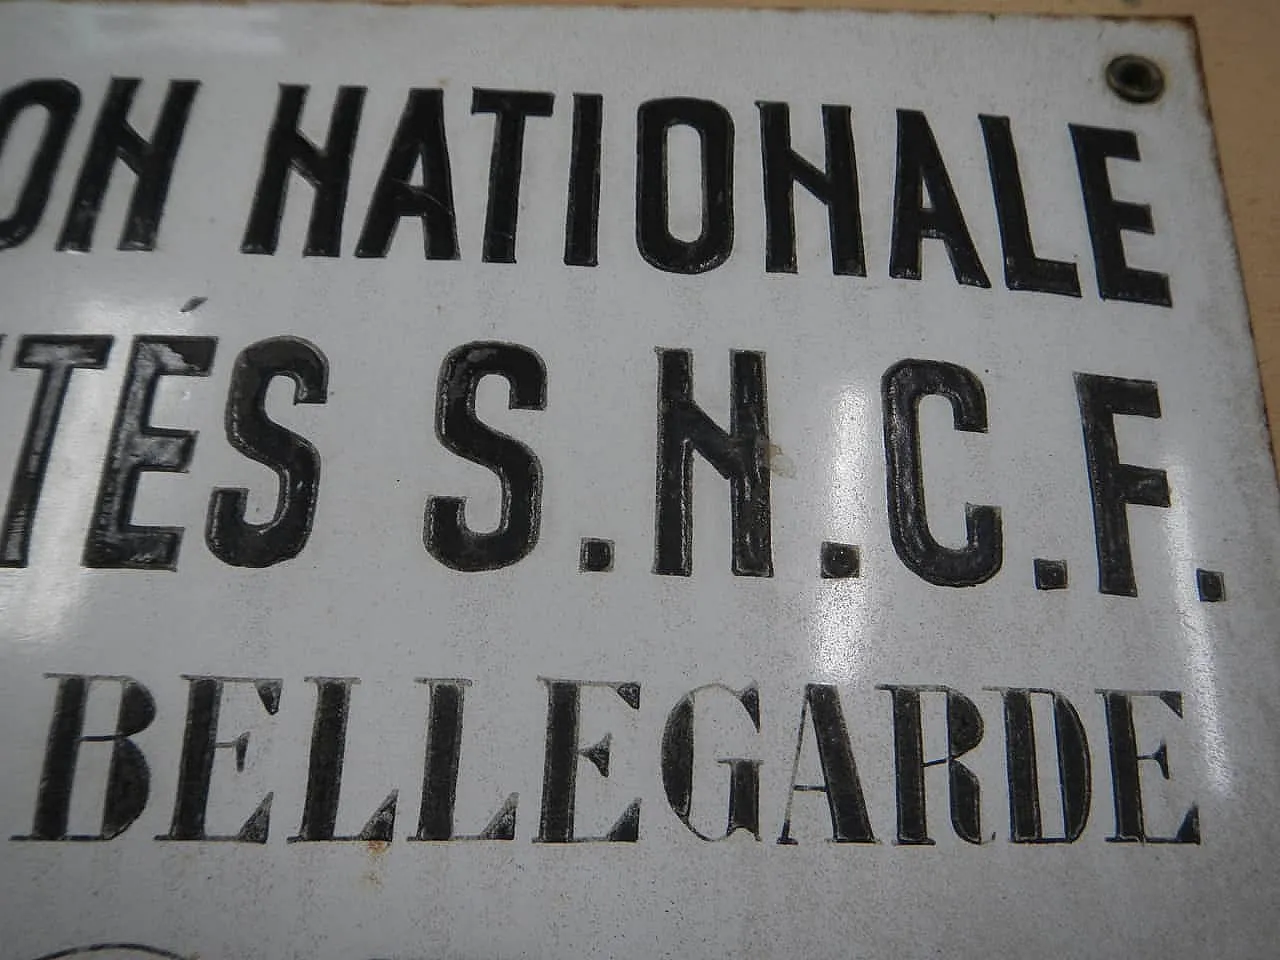 ON NATIONALE
TÉS S.N.C.F.
BELLEGARDE